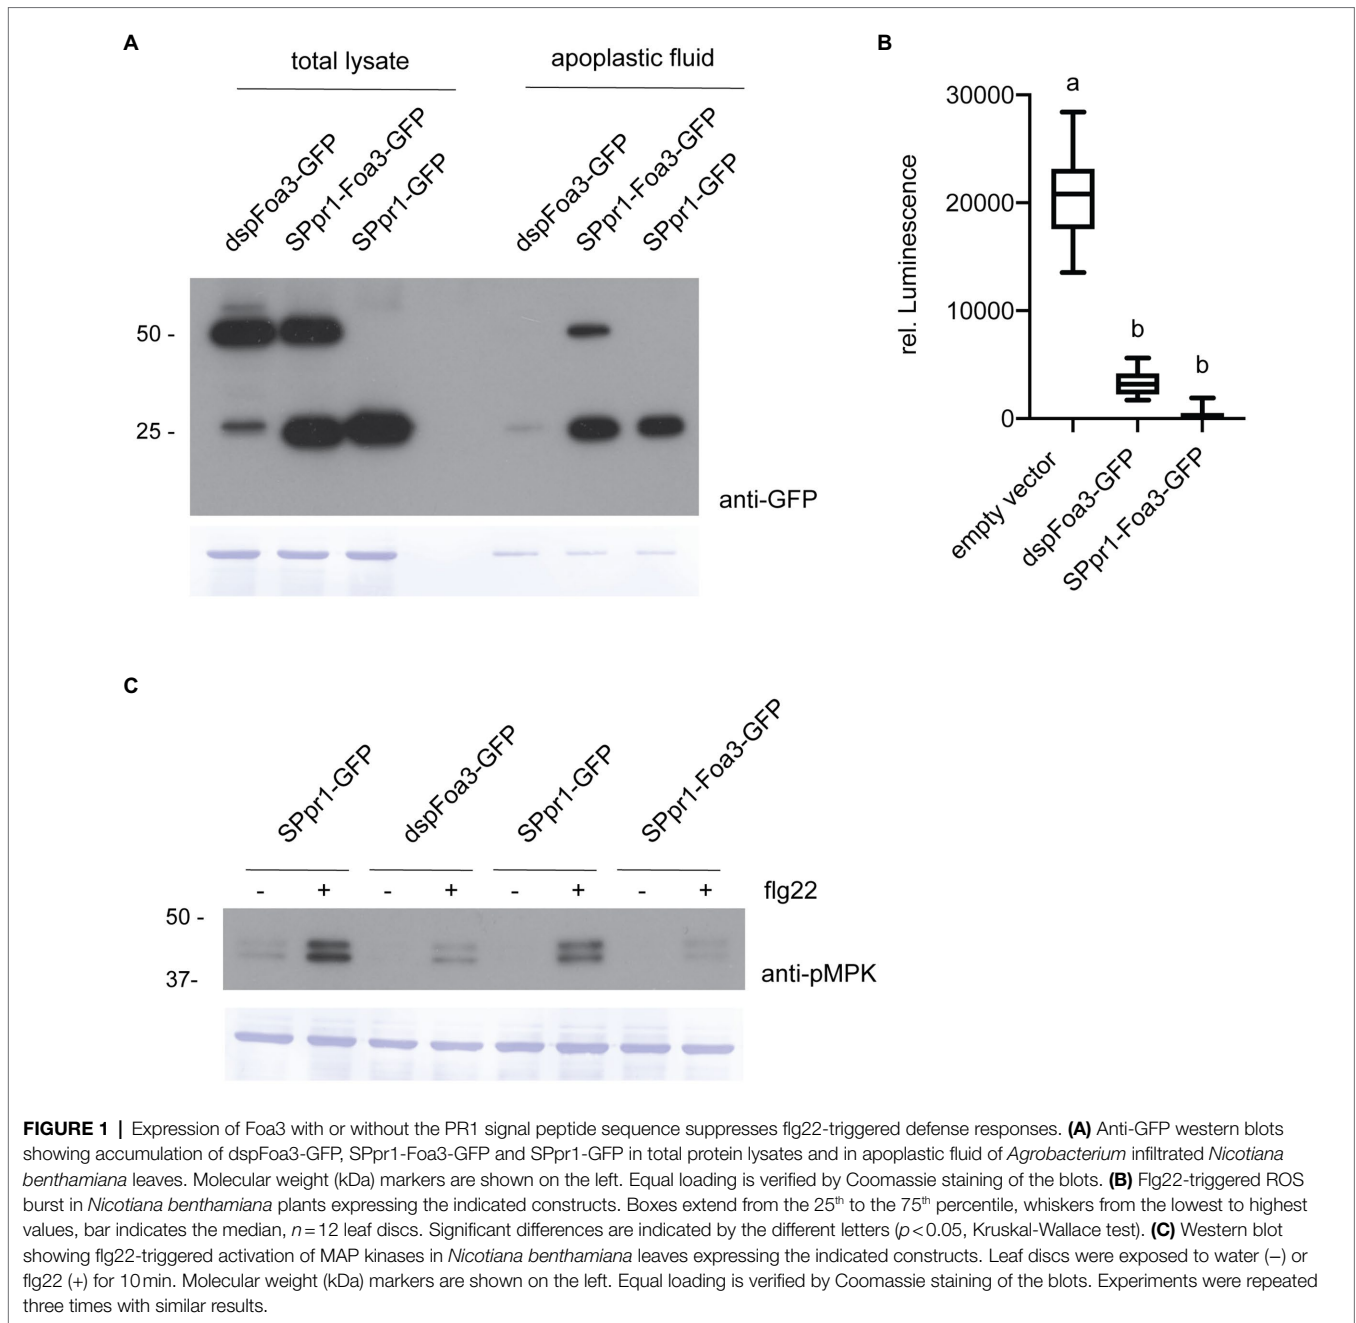 A
total lysate
apoplastic fluid
dspFoa3-GFP
SPpr1-Foa3-GFP
SPpr1-GFP
dspFoa3-GFP
SPpr1-Foa3-GFP
SPpr1-GFP
50 -
25 -
anti-GFP
B
rel. Luminescence
30000
20000
10000
0
a
b
b
empty vector
dspFoa3-GFP
SPpr1-Foa3-GFP
C
SPpr1-GFP
dspFoa3-GFP
SPpr1-GFP
SPpr1-Foa3-GFP
- + - + - + - + flg22
50 -
37-
anti-pMPK
FIGURE 1 | Expression of Foa3 with or without the PR1 signal peptide sequence suppresses flg22-triggered defense responses. (A) Anti-GFP western blots
showing accumulation of dspFoa3-GFP, SPpr1-Foa3-GFP and SPpr1-GFP in total protein lysates and in apoplastic fluid of Agrobacterium infiltrated Nicotiana
benthamiana leaves. Molecular weight (kDa) markers are shown on the left. Equal loading is verified by Coomassie staining of the blots. (B) Flg22-triggered ROS
burst in Nicotiana benthamiana plants expressing the indicated constructs. Boxes extend from the 25th to the 75th percentile, whiskers from the lowest to highest
values, bar indicates the median, n=12 leaf discs. Significant differences are indicated by the different letters (p<0.05, Kruskal-Wallace test). (C) Western blot
showing flg22-triggered activation of MAP kinases in Nicotiana benthamiana leaves expressing the indicated constructs. Leaf discs were exposed to water (−) or
flg22 (+) for 10min. Molecular weight (kDa) markers are shown on the left. Equal loading is verified by Coomassie staining of the blots. Experiments were repeated
three times with similar results.